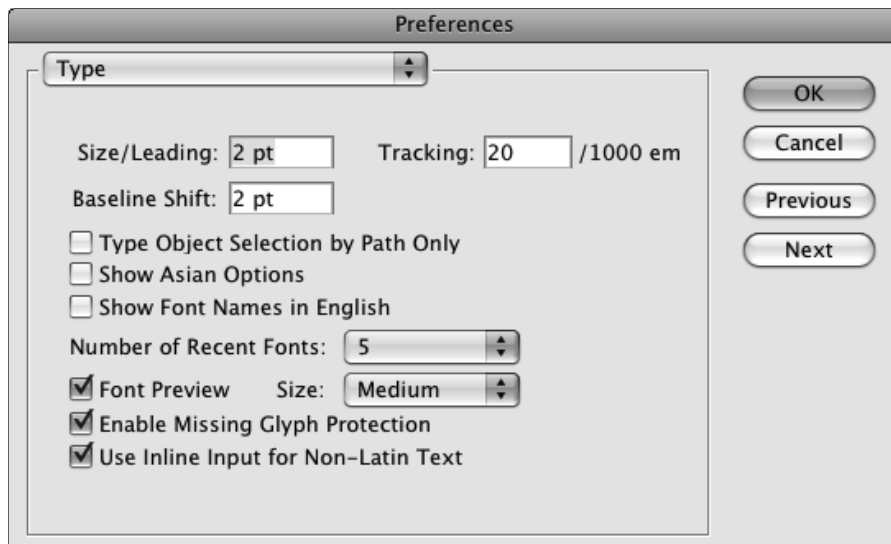 Preferences
Type
OK
Size/Leading: 2 pt Tracking: 20 /1000 em
Cancel
Baseline Shift: 2 pt
Previous
Type Object Selection by Path Only
Next
Show Asian Options
Show Font Names in English
Number of Recent Fonts: 5
Font Preview Size: Medium
Enable Missing Glyph Protection
Use Inline Input for Non-Latin Text